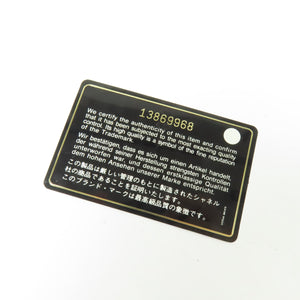 13869968
We certify the authenticity of this item and confirm
that it has been subjected to the most exacting quality
control. Its high quality is a symbol of the fine reputation
of the Trademark.
Wir bestätigen, dass es sich um einen Artikel handelt,
der während seiner Herstellung strengsten Kontrollen
unterworfen war, und dessen erstklassige Qualität
dem hohen Ansehen unserer Marke entspricht.
この製品は厳しい管理のもとに製造されたシャネル
社の商品であることを証明いたします。
このブランド・マークは最高級品質の象徴です。